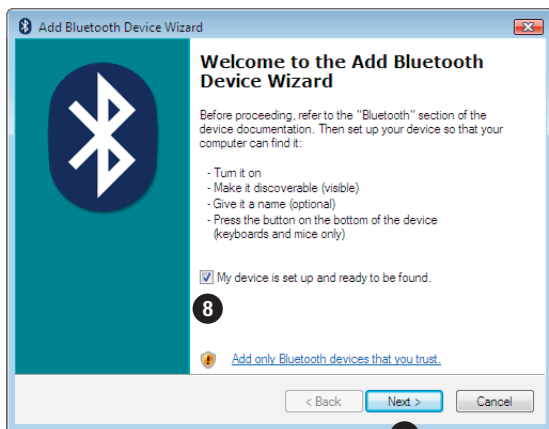 Add Bluetooth Device Wizard
Welcome to the Add Bluetooth
Device Wizard
Before proceeding, refer to the "Bluetooth" section of the
device documentation. Then set up your device so that your
computer can find it:
- Turn it on
- Make it discoverable (visible)
- Give it a name (optional)
- Press the button on the bottom of the device
(keyboards and mice only)
My device is set up and ready to be found.
8
Add only Bluetooth devices that you trust.
< Back Next > Cancel